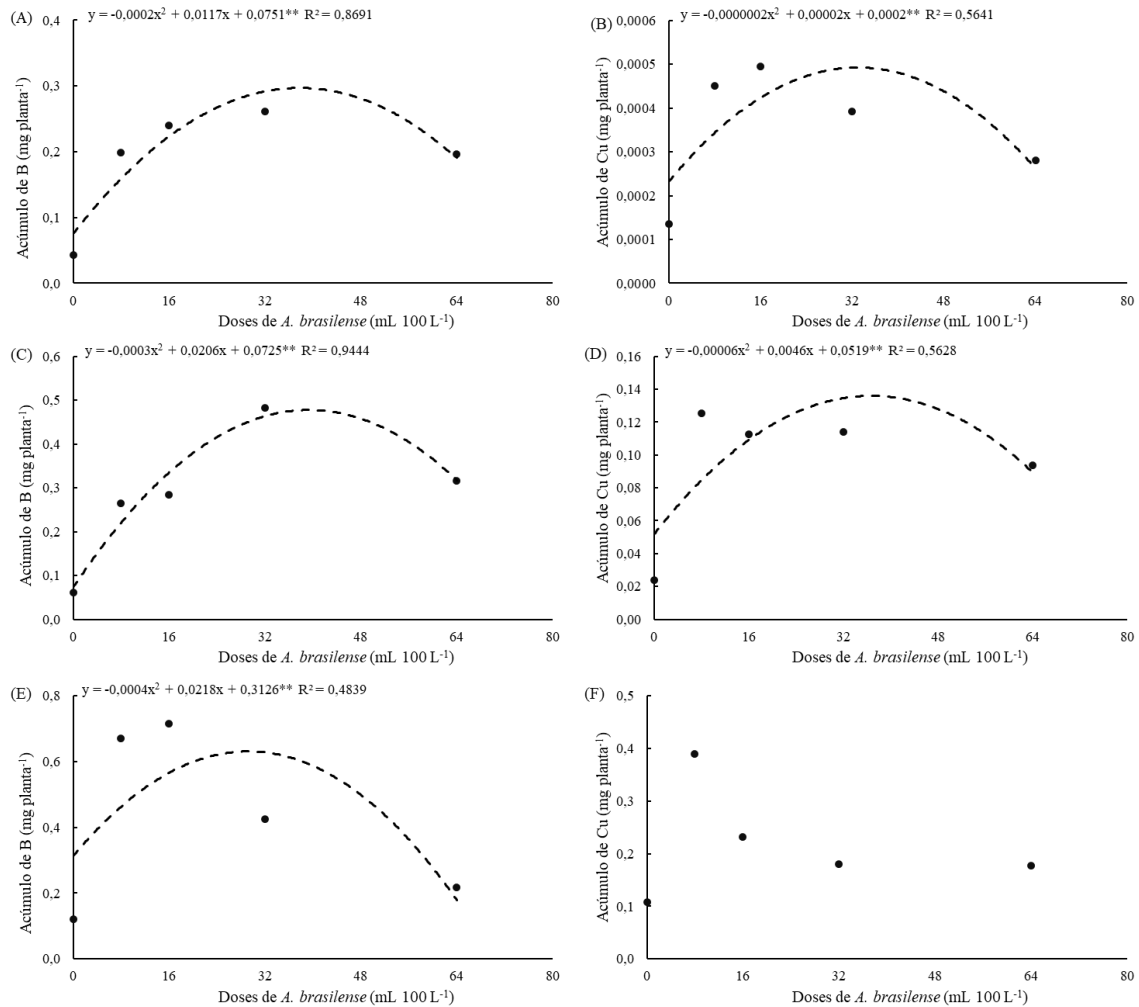 (A)
y = -0,0002x² + 0,0117x + 0,0751** R² = 0,8691
Acúmulo de B (mg planta⁻¹)
0,4
0,3
0,2
0,1
0,0
0 16 32 48 64 80
Doses de A. brasilense (mL 100 L⁻¹)
(B)
y = -0,0000002x² + 0,00002x + 0,0002** R² = 0,5641
Acúmulo de Cu (mg planta⁻¹)
0,0006
0,0005
0,0004
0,0003
0,0002
0,0001
0,0000
0 16 32 48 64 80
Doses de A. brasilense (mL 100 L⁻¹)
(C)
y = -0,0003x² + 0,0206x + 0,0725** R² = 0,9444
Acúmulo de B (mg planta⁻¹)
0,6
0,5
0,4
0,3
0,2
0,1
0,0
0 16 32 48 64 80
Doses de A. brasilense (mL 100 L⁻¹)
(D)
y = -0,00006x² + 0,0046x + 0,0519** R² = 0,5628
Acúmulo de Cu (mg planta⁻¹)
0,16
0,14
0,12
0,10
0,08
0,06
0,04
0,02
0,00
0 16 32 48 64 80
Doses de A. brasilense (mL 100 L⁻¹)
(E)
y = -0,0004x² + 0,0218x + 0,3126** R² = 0,4839
Acúmulo de B (mg planta⁻¹)
0,8
0,6
0,4
0,2
0,0
0 16 32 48 64 80
Doses de A. brasilense (mL 100 L⁻¹)
(F)
Acúmulo de Cu (mg planta⁻¹)
0,5
0,4
0,3
0,2
0,1
0,0
0 16 32 48 64 80
Doses de A. brasilense (mL 100 L⁻¹)